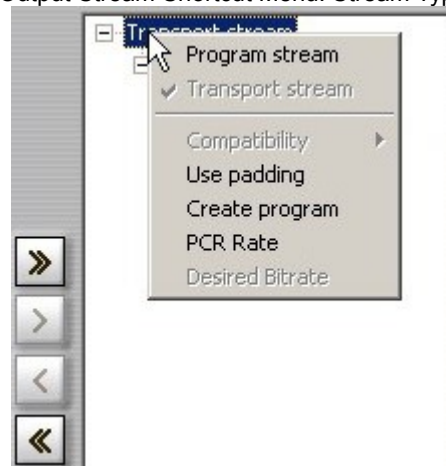 Output Stream Shortcut Menu: Stream Ty
Transport stream
Program stream
Transport stream
Compatibility
Use padding
Create program
PCR Rate
Desired Bitrate